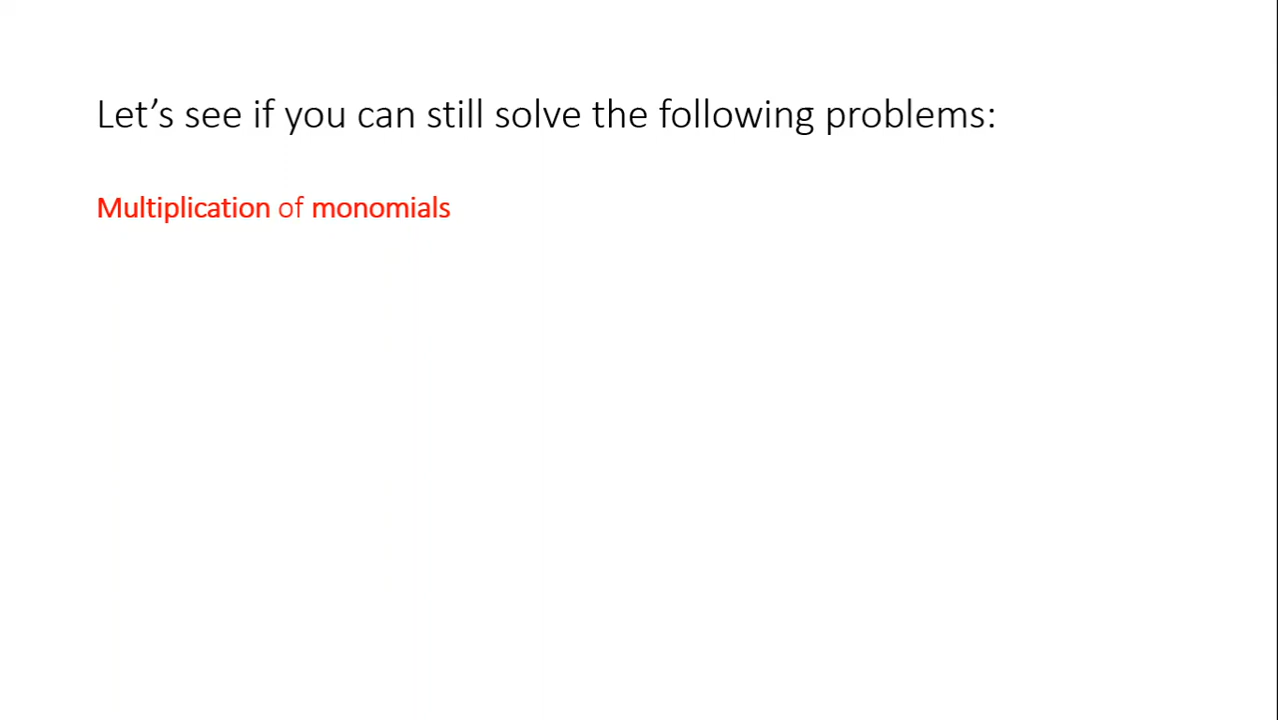 Let’s see if you can still solve the following problems:
Multiplication of monomials